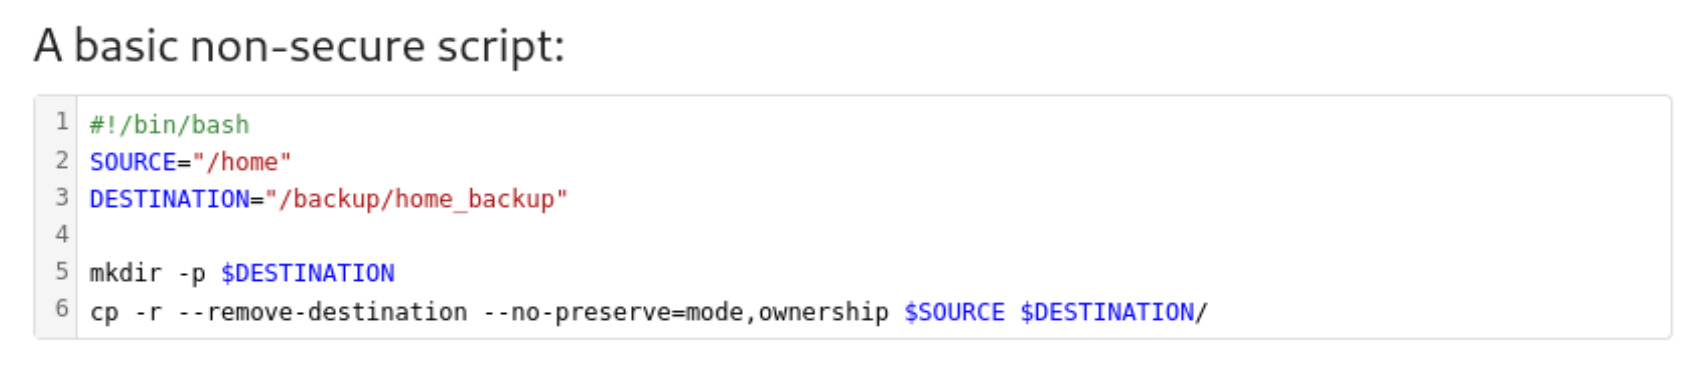 A basic non-secure script:
1 #!/bin/bash
2 SOURCE="/home"
3 DESTINATION="/backup/home_backup"
4
5 mkdir -p $DESTINATION
6 cp -r --remove-destination --no-preserve=mode,ownership $SOURCE $DESTINATION/